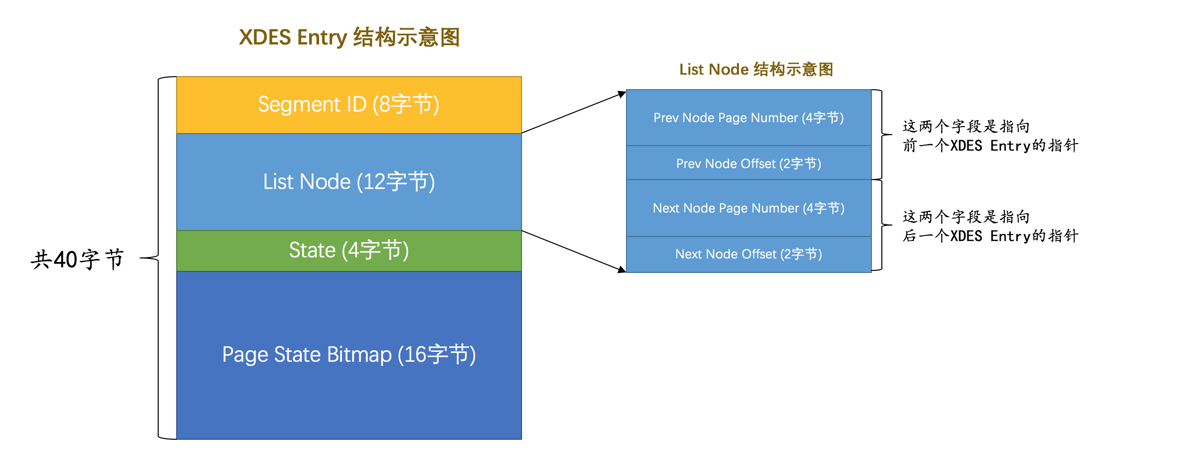 XDES Entry 结构示意图
Segment ID (8字节)
List Node (12字节)
State (4字节)
Page State Bitmap (16字节)
共40字节
List Node 结构示意图
Prev Node Page Number (4字节)
Prev Node Offset (2字节)
Next Node Page Number (4字节)
Next Node Offset (2字节)
这两个字段是指向
前一个XDES Entry的指针
这两个字段是指向
后一个XDES Entry的指针